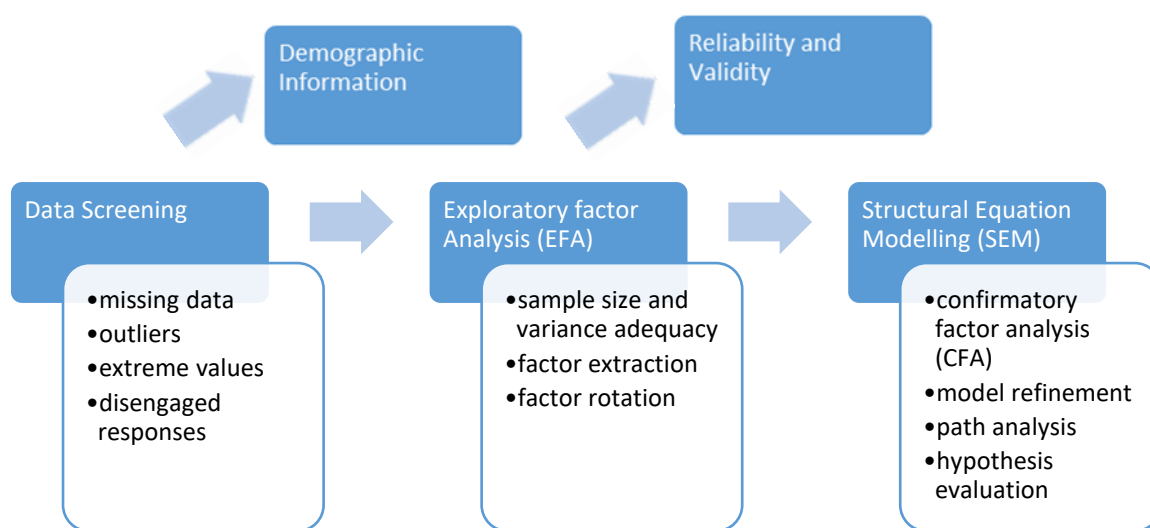 Demographic
Information
Reliability and
Validity
Data Screening
•missing data
•outliers
•extreme values
•disengaged
responses
Exploratory factor
Analysis (EFA)
•sample size and
variance adequacy
•factor extraction
•factor rotation
Structural Equation
Modelling (SEM)
•confirmatory
factor analysis
(CFA)
•model refinement
•path analysis
•hypothesis
evaluation